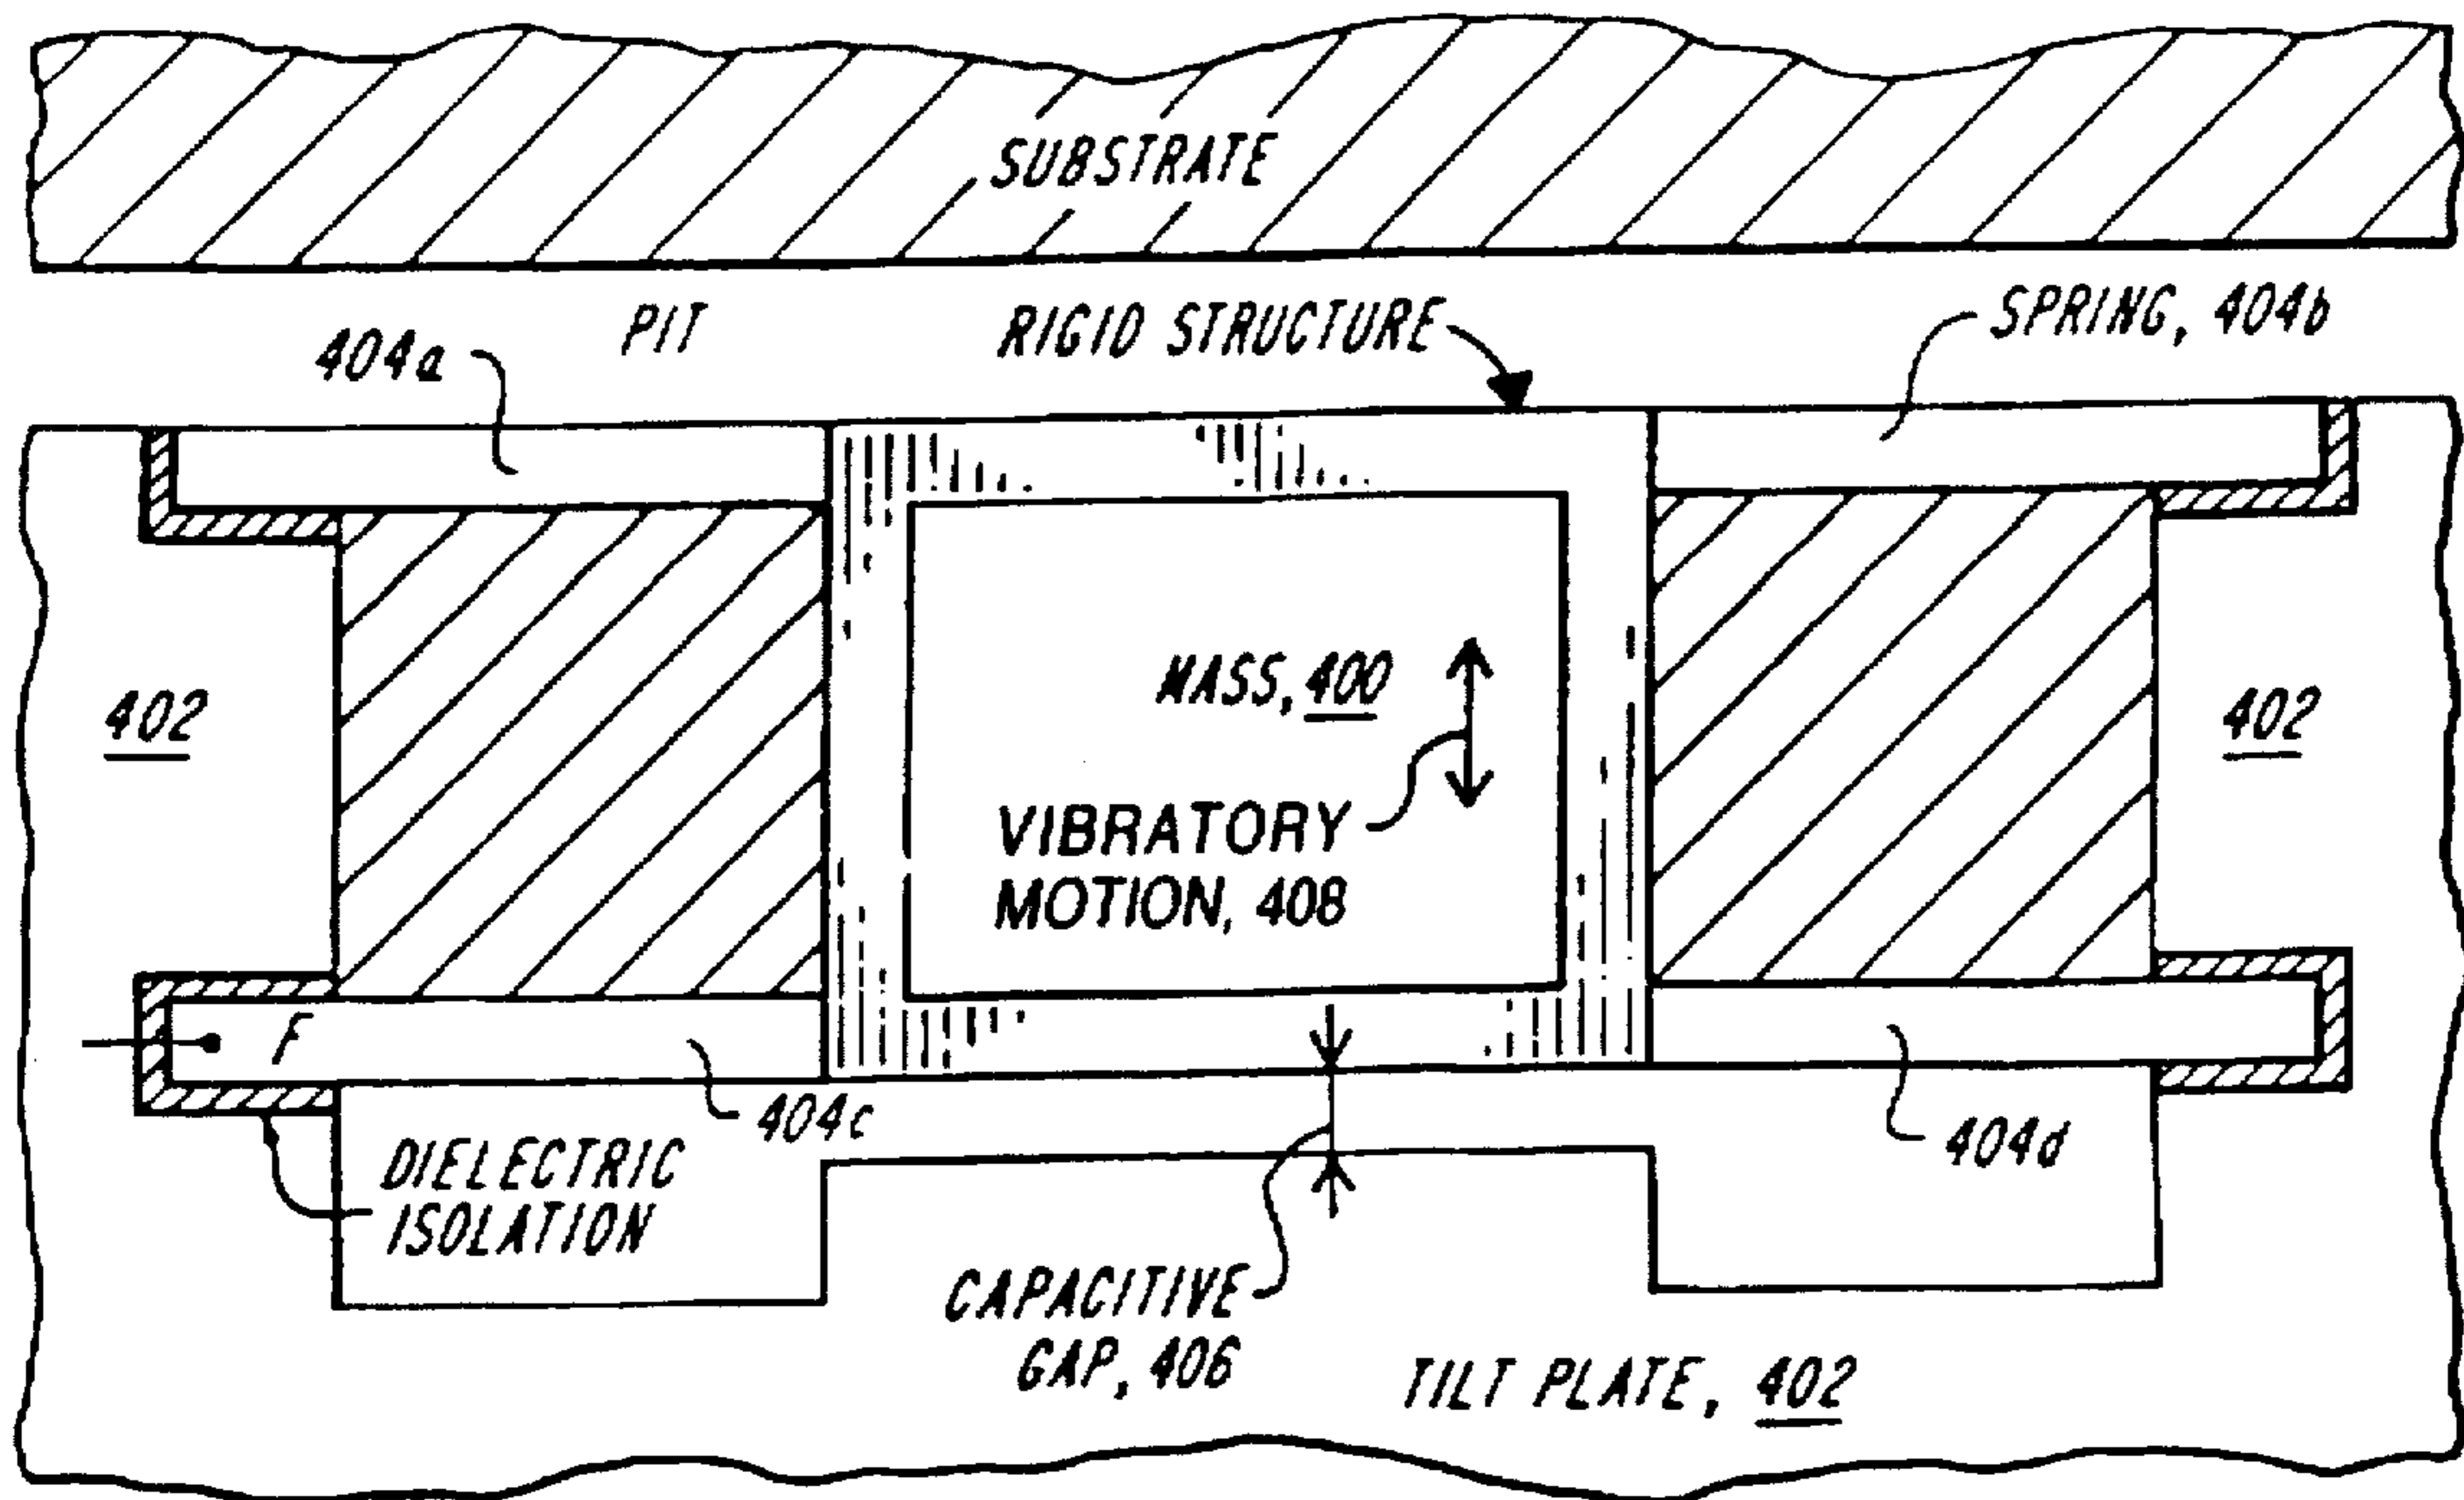 SUBSTRATE
PIT
RIGID STRUCTURE
SPRING, 404b
404a
402
MASS, 400
402
VIBRATORY
MOTION, 408
F
404c
404d
DIELECTRIC
ISOLATION
CAPACITIVE
GAP, 406
TILT PLATE, 402